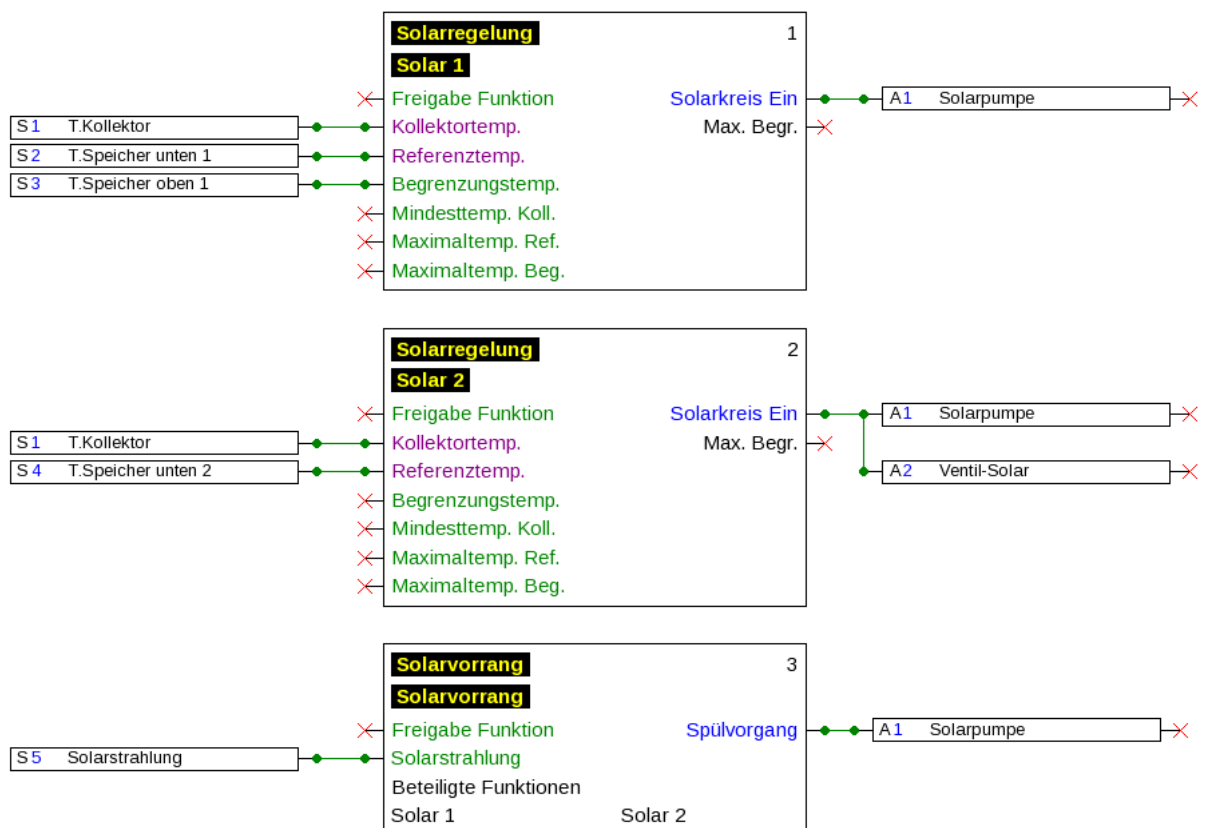 Solarregelung 1
Solar 1
Freigabe Funktion Solarkreis Ein A1 Solarpumpe
S1 T.Kollektor Kollektortemp. Max. Begr.
S2 T.Speicher unten 1 Referenztemp.
S3 T.Speicher oben 1 Begrenzungstemp.
Mindesttemp. Koll.
Maximaltemp. Ref.
Maximaltemp. Beg.
Solarregelung 2
Solar 2
Freigabe Funktion Solarkreis Ein A1 Solarpumpe
S1 T.Kollektor Kollektortemp. Max. Begr.
S4 T.Speicher unten 2 Referenztemp. A2 Ventil-Solar
Begrenzungstemp.
Mindesttemp. Koll.
Maximaltemp. Ref.
Maximaltemp. Beg.
Solarvorrang 3
Solarvorrang
Freigabe Funktion Spülvorgang A1 Solarpumpe
S5 Solarstrahlung Solarstrahlung
Beteiligte Funktionen
Solar 1 Solar 2